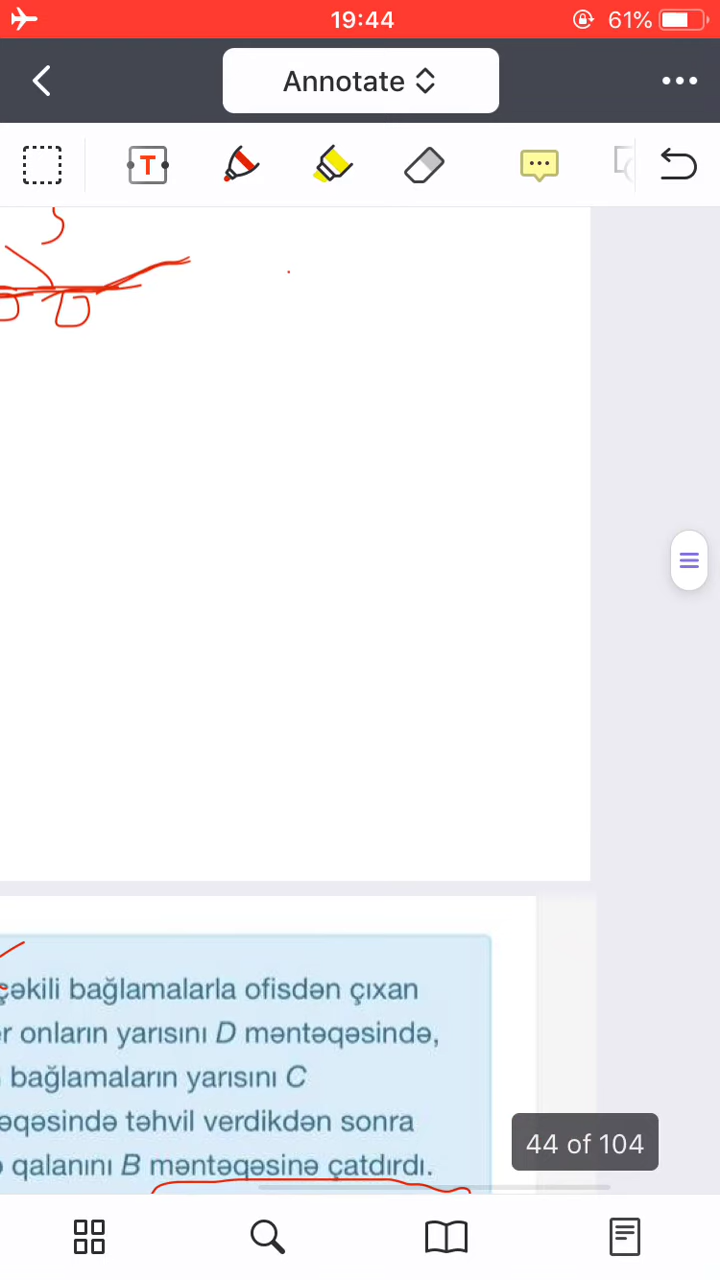 19:44
61%
Annotate
T
çəkili bağlamalarla ofisdən çıxan
r onların yarısını D məntəqəsində,
bağlamaların yarısını C
əqəsində təhvil verdikdən sonra
qalanını B məntəqəsinə çatdırdı.
44 of 104